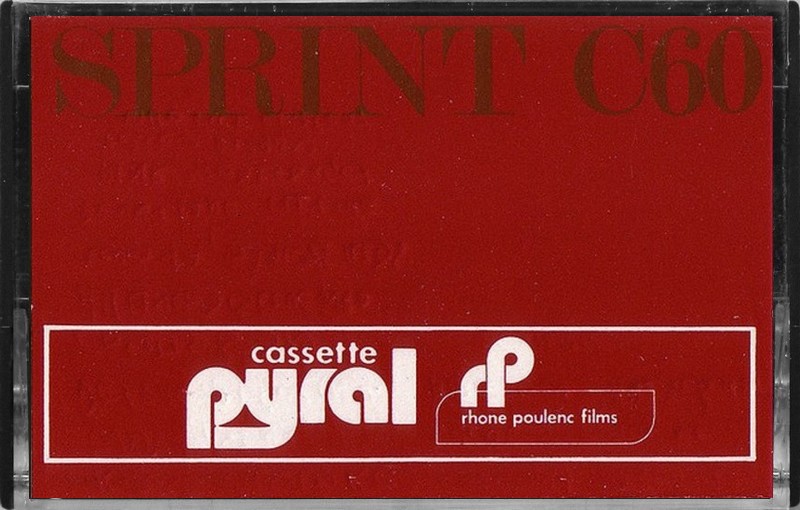 SPRINT C60
cassette
pyral
rp
rhone poulenc films